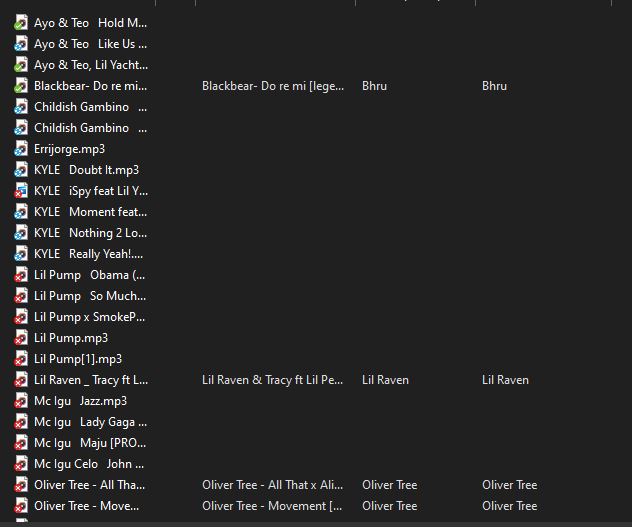 Ayo & Teo   Hold M...
Ayo & Teo   Like Us ...
Ayo & Teo, Lil Yacht...
Blackbear- Do re mi... Blackbear- Do re mi [lege... Bhru Bhru
Childish Gambino   ...
Childish Gambino   ...
Errijorge.mp3
KYLE   Doubt It.mp3
KYLE   iSpy feat Lil Y...
KYLE   Moment feat...
KYLE   Nothing 2 Lo...
KYLE   Really Yeah!....
Lil Pump   Obama (...
Lil Pump   So Much...
Lil Pump x SmokeP...
Lil Pump.mp3
Lil Pump[1].mp3
Lil Raven _ Tracy ft L... Lil Raven & Tracy ft Lil Pe... Lil Raven Lil Raven
Mc Igu   Jazz.mp3
Mc Igu   Lady Gaga ...
Mc Igu   Maju [PRO...
Mc Igu Celo   John ...
Oliver Tree - All Tha... Oliver Tree - All That x Ali... Oliver Tree Oliver Tree
Oliver Tree - Move... Oliver Tree - Movement [... Oliver Tree Oliver Tree